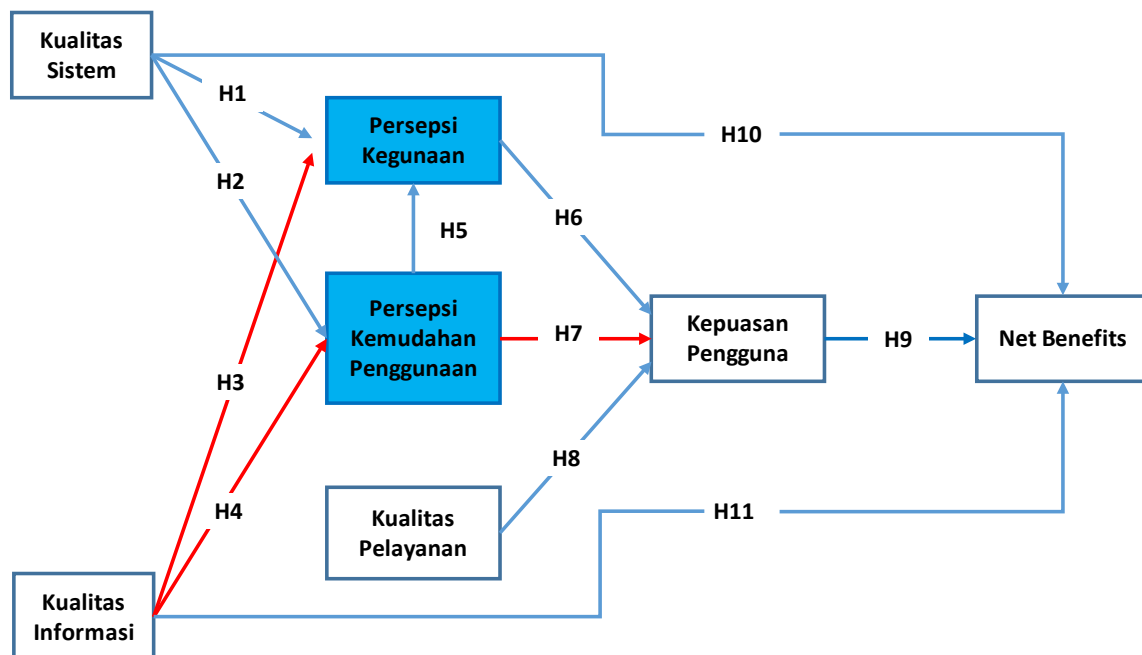 Kualitas
Sistem
H1
Persepsi
Kegunaan
H10
H2
H6
H5
Persepsi
Kemudahan
Penggunaan
H7
Kepuasan
Pengguna
H9
Net Benefits
H3
H8
H4
Kualitas
Pelayanan
H11
Kualitas
Informasi